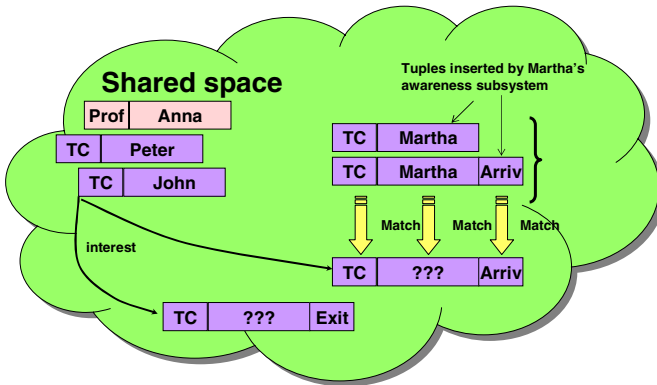 Shared space
Tuples inserted by Martha's
awareness subsystem
Prof Anna
TC Peter
TC John
TC Martha
TC Martha Arriv
Match Match Match
interest
TC ??? Arriv
TC ??? Exit